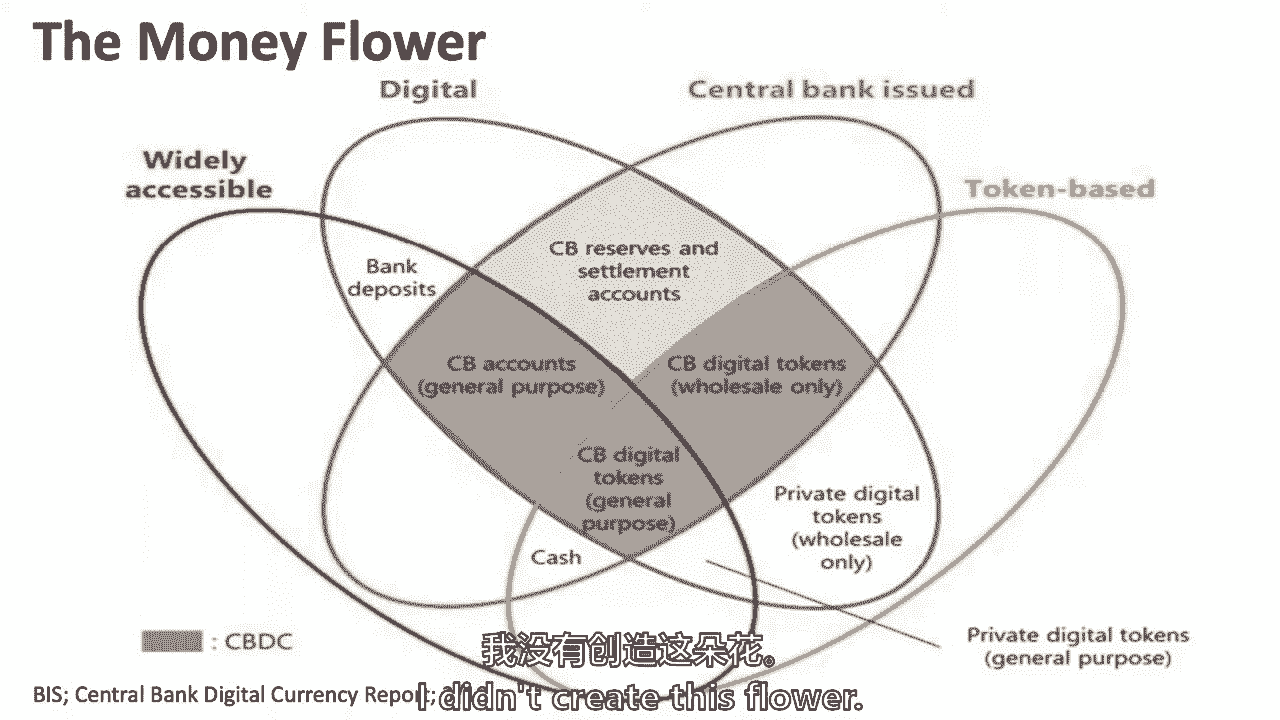 The Money Flower
Digital
Central bank issued
Widely
accessible
Token-based
CB reserves and
settlement
accounts
Bank
deposits
CB accounts
(general purpose)
CB digital tokens
(wholesale only)
CB digital
tokens
(general
purpose)
Private digital
tokens
(wholesale
only)
Cash
: CBDC
Private digital tokens
(general purpose)
我没有创造这朵花。
BIS; Central Bank Digital Currency Report;
I didn't create this flower.